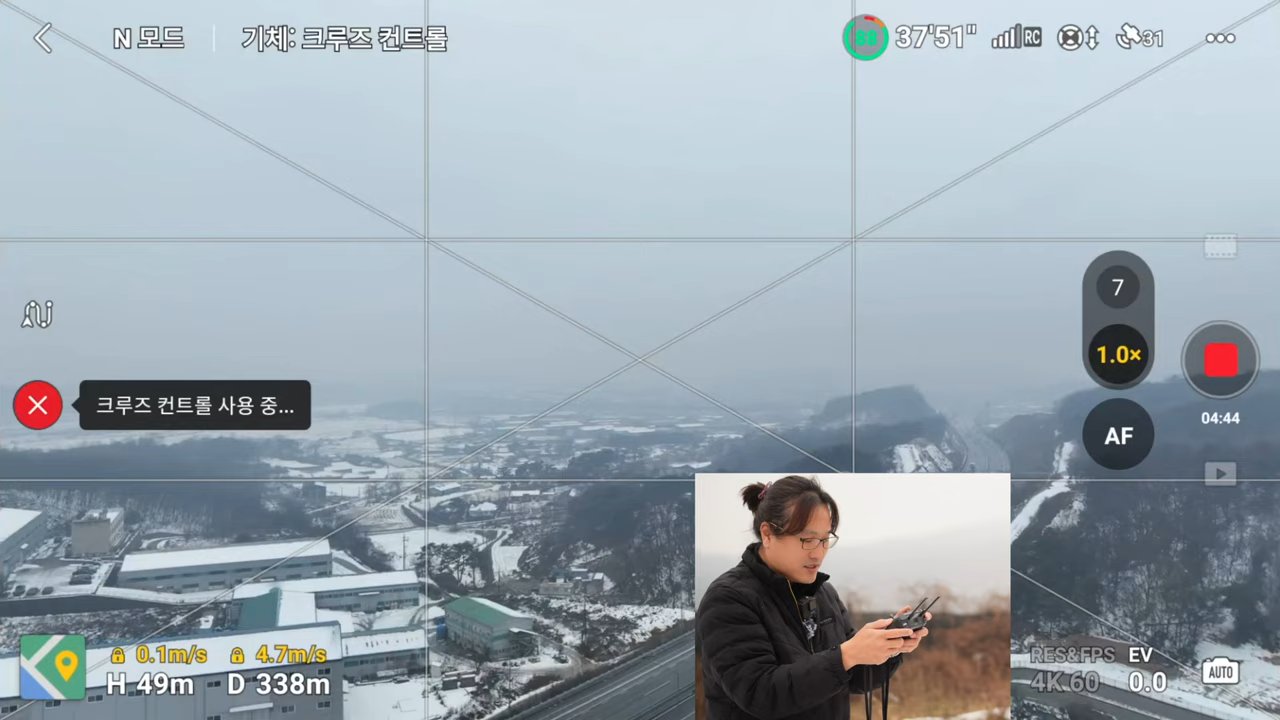 N 모드
기체: 크루즈 컨트롤
88
37'51"
RC
31
7
1.0×
04:44
AF
크루즈 컨트롤 사용 중...
0.1m/s 4.7m/s
H 49m D 338m
RES&FPS EV
4K 60 0.0
AUTO